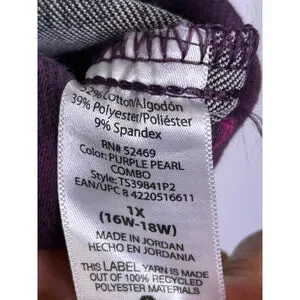 52% Cotton/Algodón
39% Polyester/Poliéster
9% Spandex
RN# 52469
Color: PURPLE PEARL
COMBO
Style: TS39841P2
EAN/UPC 8 4220516611
1X
(16W-18W)
MADE IN JORDAN
HECHO EN JORDANIA
THIS LABEL YARN IS MADE
OUT OF 100% RECYCLED
POLYESTER MATERIALS